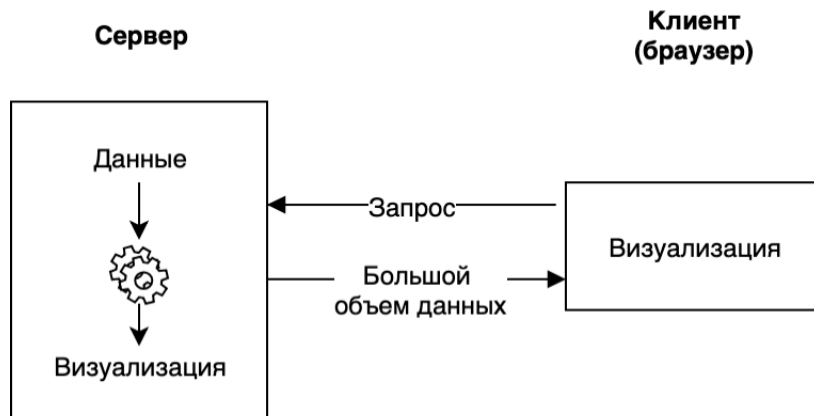 Сервер
Клиент
(браузер)
Данные
Запрос
Визуализация
Большой
объем данных
Визуализация